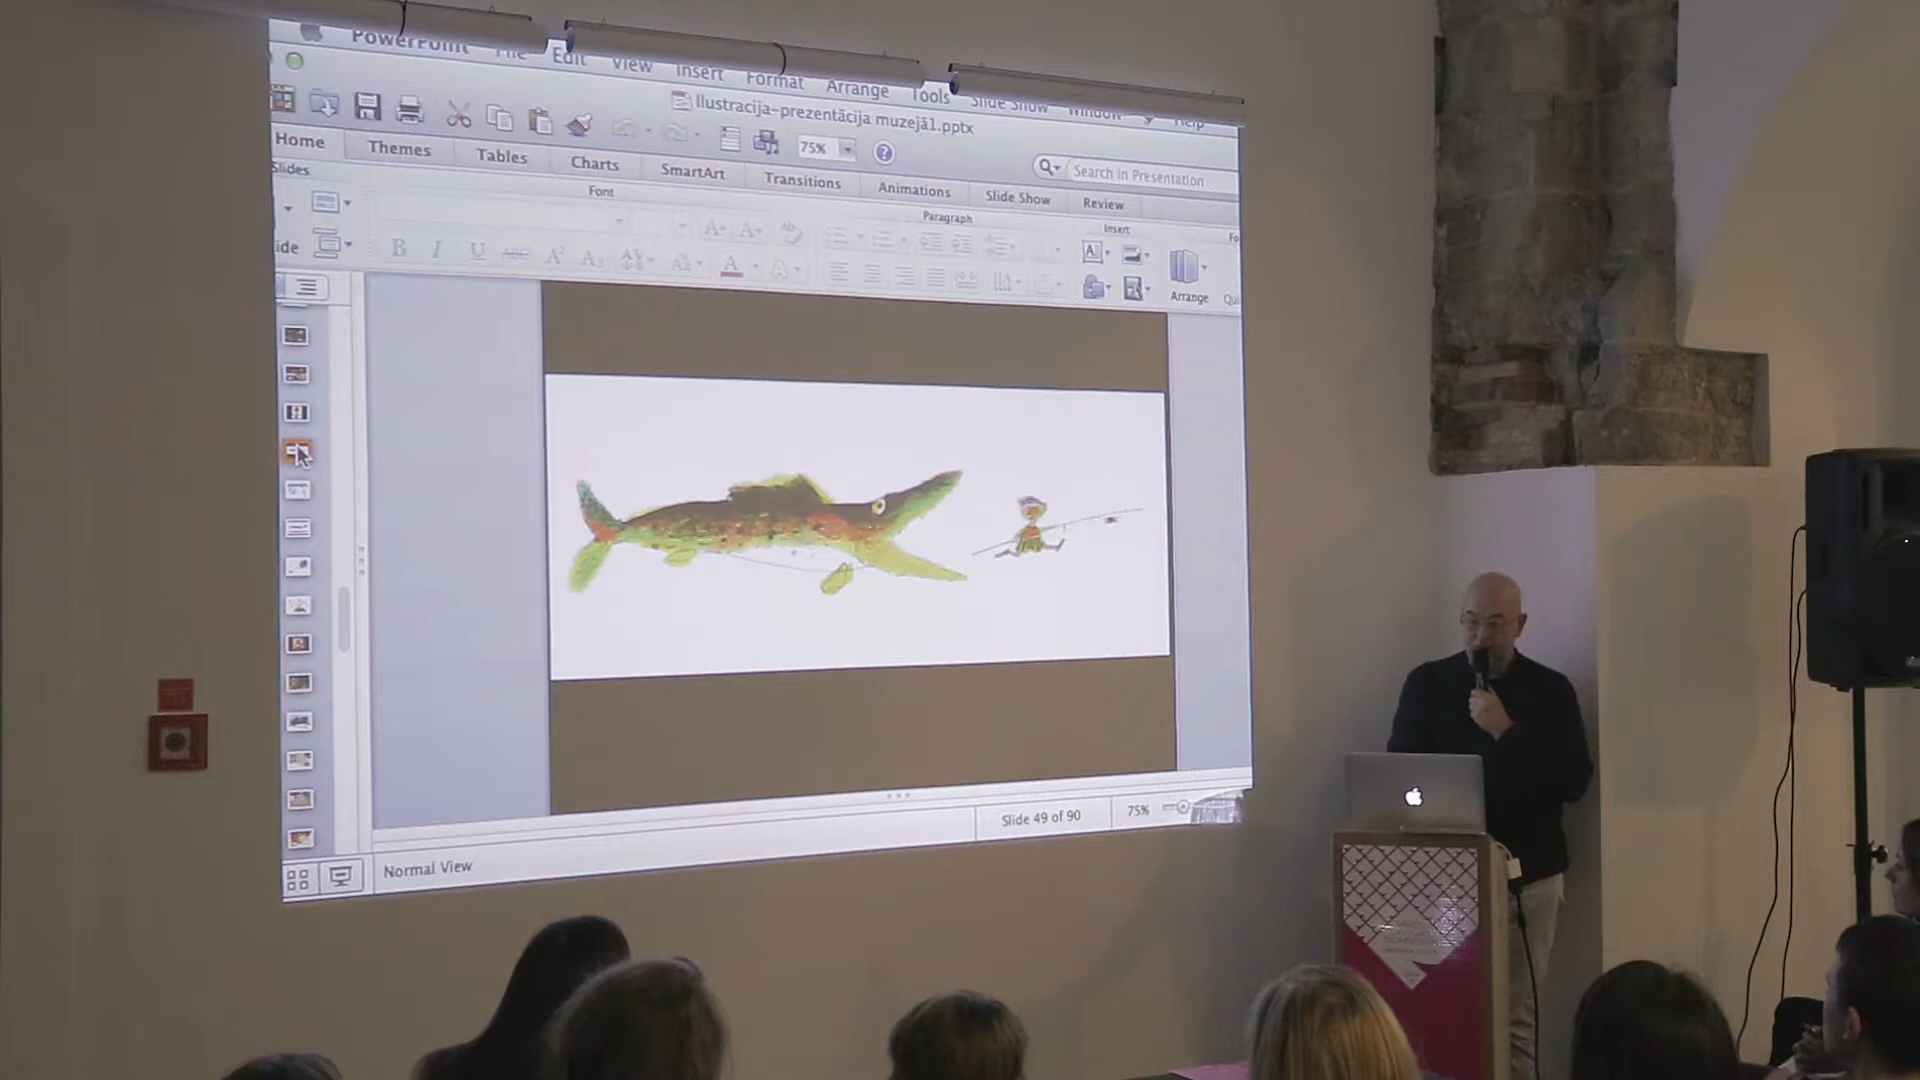 PowerPoint File Edit View Insert Format Arrange Tools Slide Show Window Help
Ilustracija-prezentācija muzejā1.pptx
75%
Search in Presentation
Home Themes Tables Charts SmartArt Transitions Animations Slide Show Review
Slides Font Paragraph Insert
B I U ABC
Arrange
Slide 49 of 90 75%
Normal View